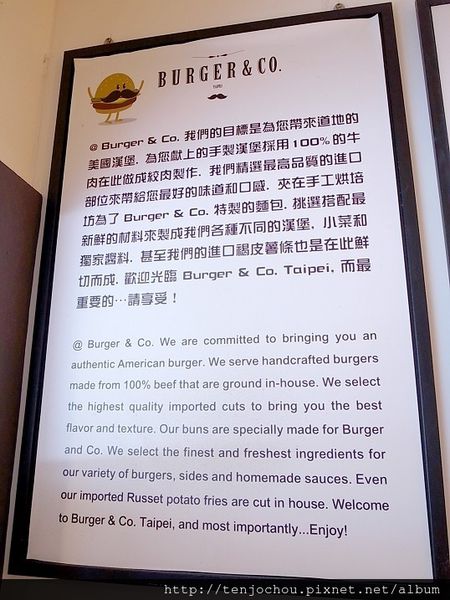 BURGER & CO.
TAIPEI
@ Burger & Co. 我們的目標是為您帶來道地的
美國漢堡, 為您獻上的手製漢堡採用100%的牛
肉在此做成絞肉製作, 我們精選最高品質的進口
部位來帶給您最好的味道和口感, 夾在手工烘培
坊為了 Burger & Co. 特製的麵包, 挑選搭配最
新鮮的材料來製成我們各種不同的漢堡, 小菜和
獨家醬料, 甚至我們的進口褐皮薯條也是在此鮮
切而成, 歡迎光臨 Burger & Co. Taipei, 而最
重要的…請享受！
@ Burger & Co. We are committed to bringing you an
authentic American burger. We serve handcrafted burgers
made from 100% beef that are ground in-house. We select
the highest quality imported cuts to bring you the best
flavor and texture. Our buns are specially made for Burger
and Co. We select the finest and freshest ingredients for
our variety of burgers, sides and homemade sauces. Even
our imported Russet potato fries are cut in house. Welcome
to Burger & Co. Taipei, and most importantly...Enjoy!
http://tenjochou.pixnet.net/album